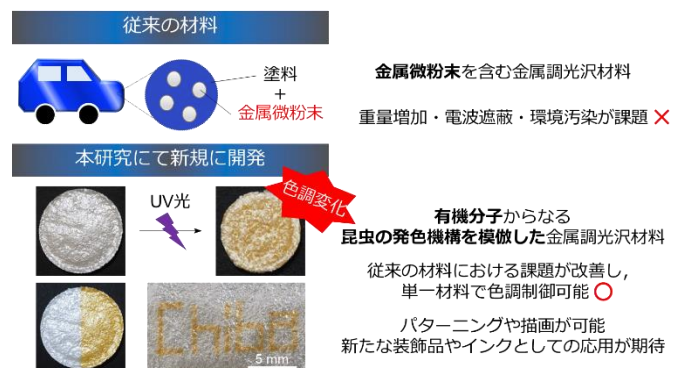 従来の材料
塗料
+
金属微粉末
金属微粉末を含む金属調光沢材料
重量増加・電波遮蔽・環境汚染が課題 ×
本研究にて新規に開発
UV光
色調変化
有機分子からなる
昆虫の発色機構を模倣した金属調光沢材料
従来の材料における課題が改善し，
単一材料で色調制御可能 ○
Chiba
5 mm
パターニングや描画が可能
新たな装飾品やインクとしての応用が期待